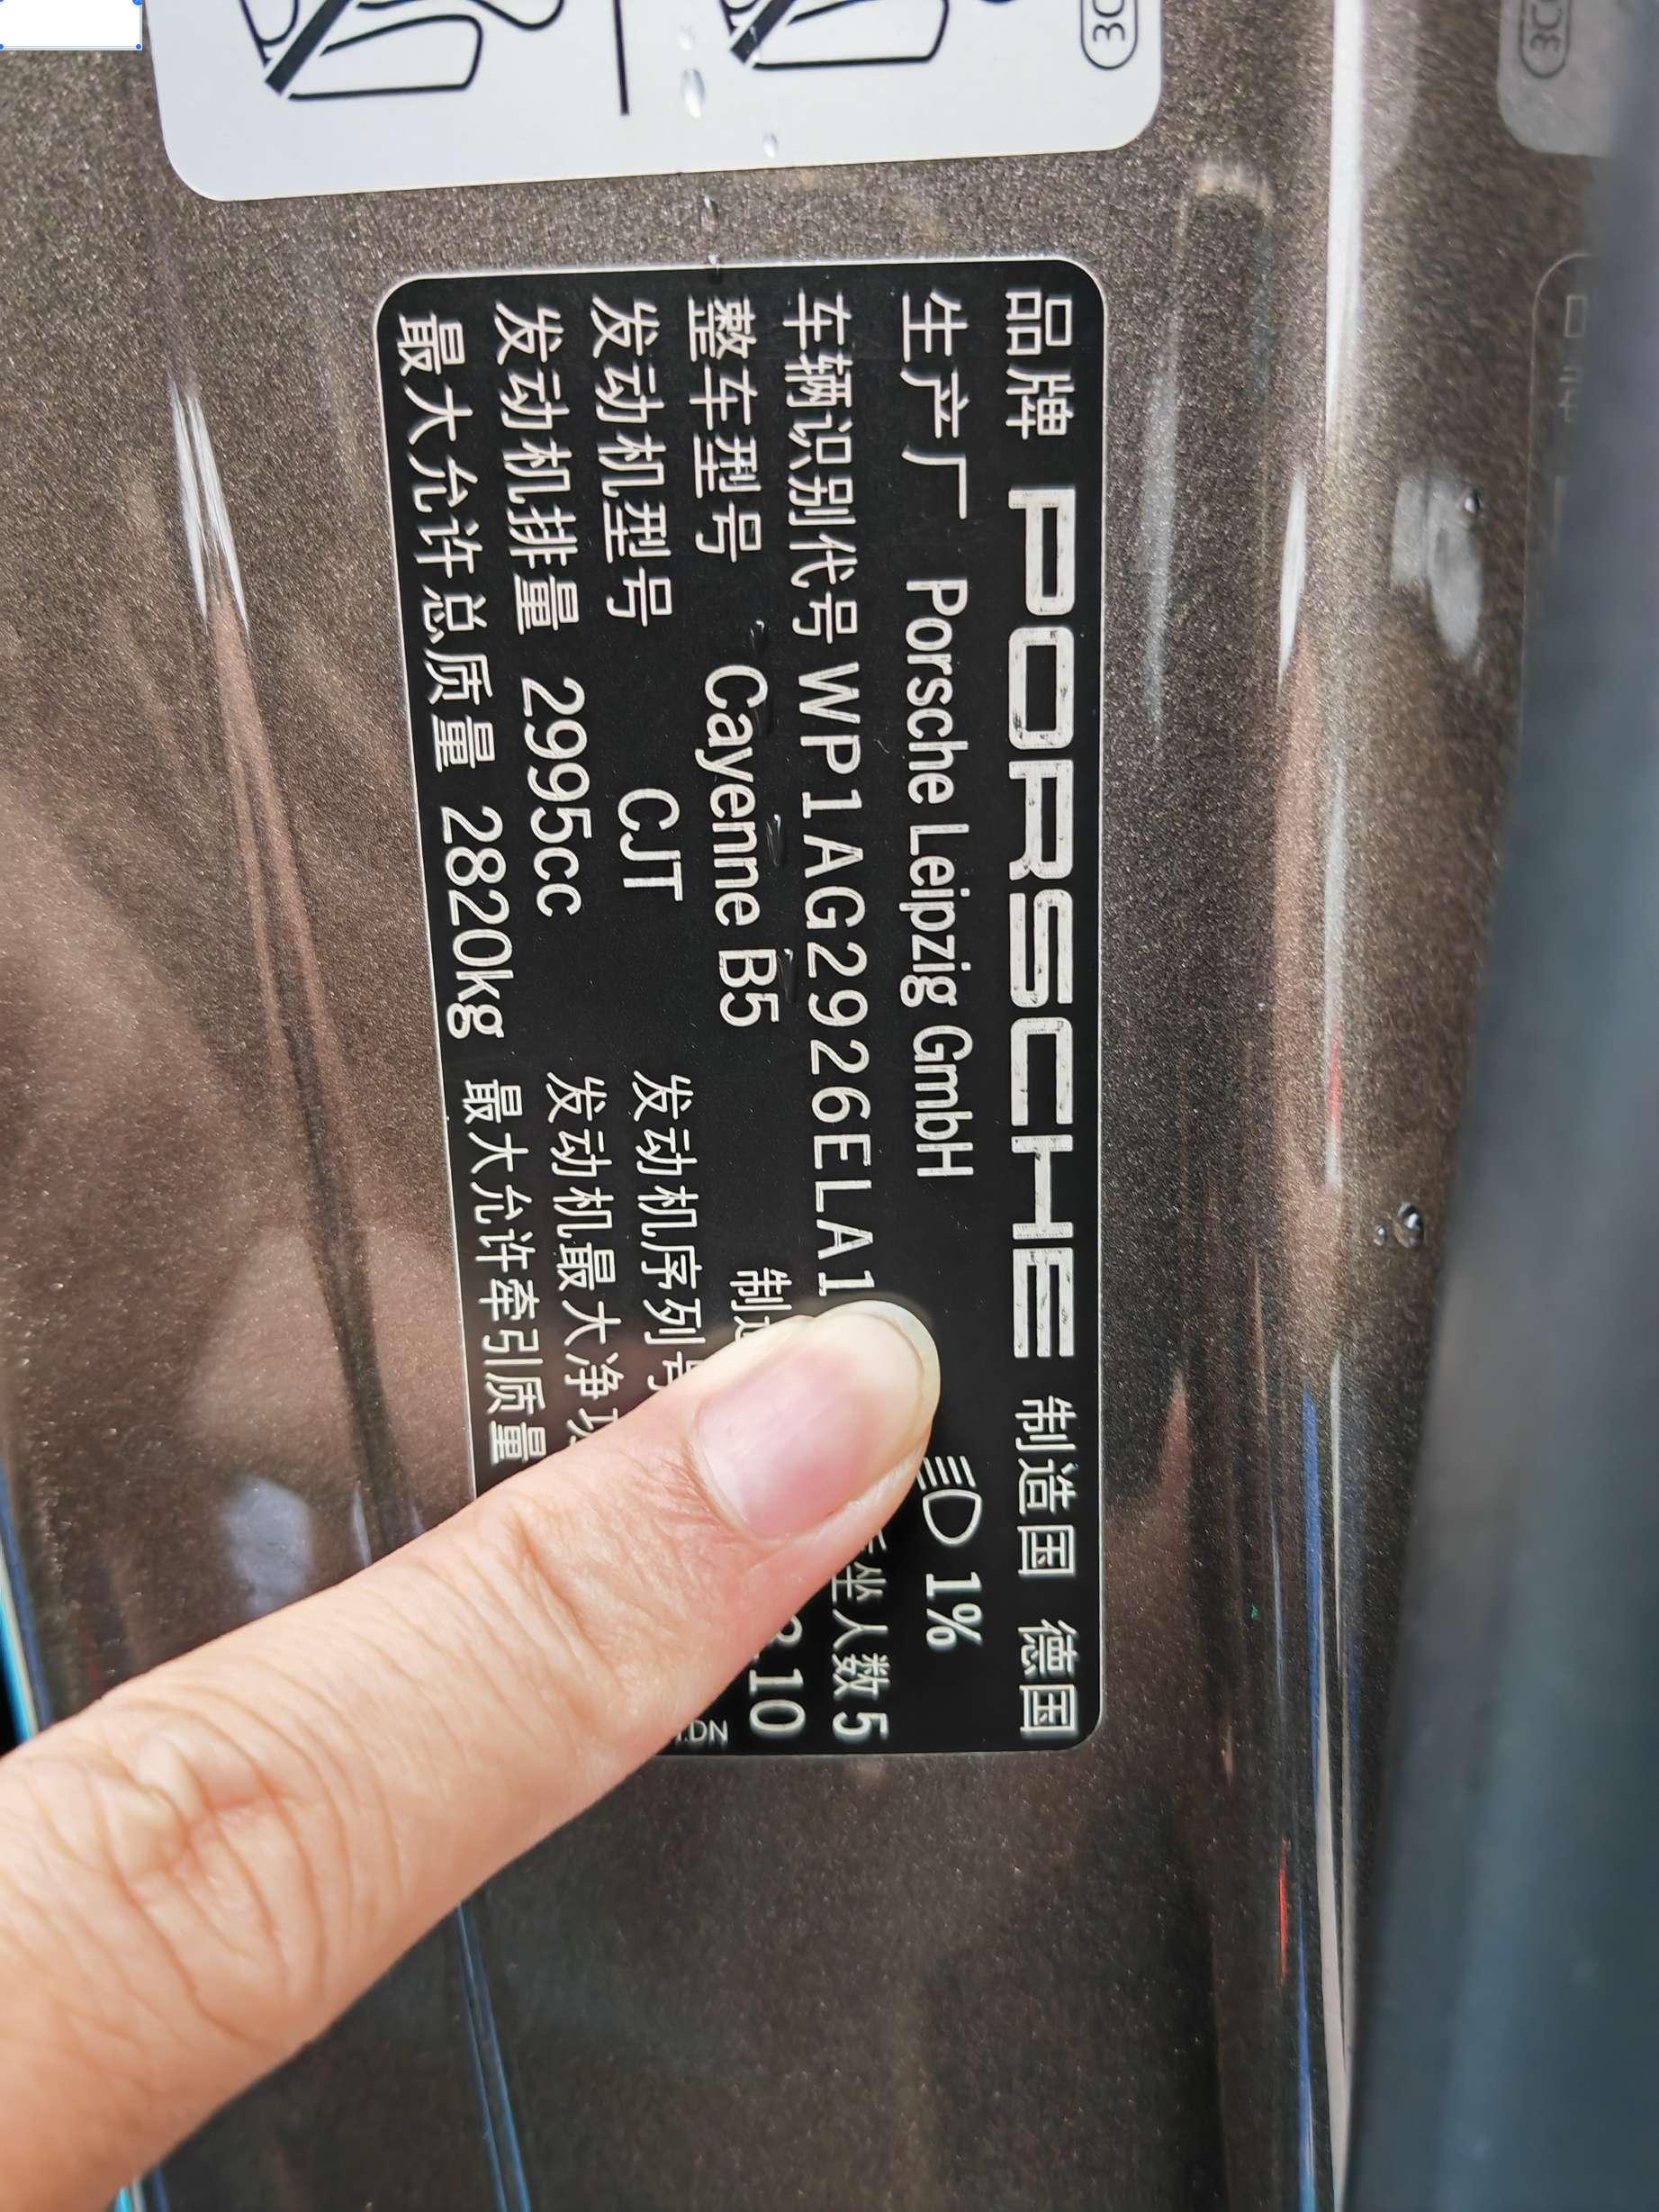 品牌 PORSCHE 制造国 德国
生产厂 Porsche Leipzig GmbH 1%
车辆识别代号 WP1AG2926ELA1 坐人数 5
整车型号 Cayenne B5 制 10
发动机型号 CJT 发动机序列号
发动机排量 2995cc 发动机最大净
最大允许总质量 2820kg 最大允许牵引质量